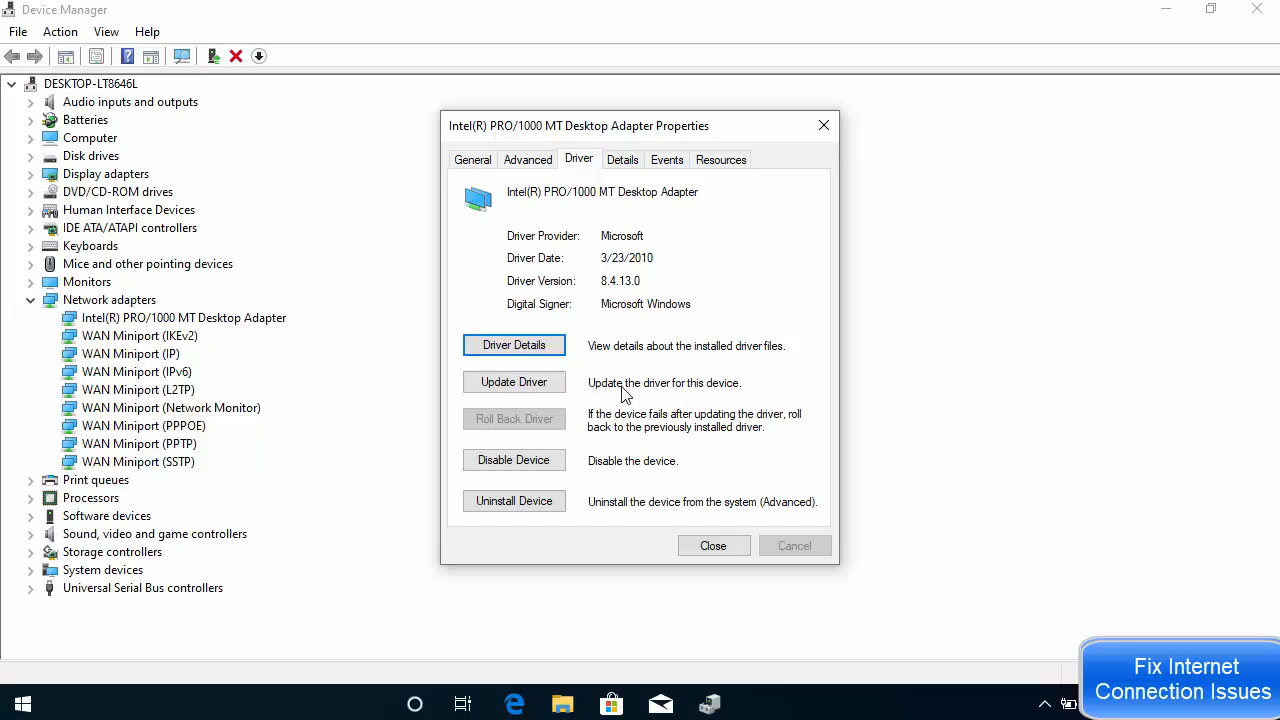 Device Manager
File Action View Help
DESKTOP-LT8646L
Audio inputs and outputs
Batteries
Computer
Disk drives
Display adapters
DVD/CD-ROM drives
Human Interface Devices
IDE ATA/ATAPI controllers
Keyboards
Mice and other pointing devices
Monitors
Network adapters
Intel(R) PRO/1000 MT Desktop Adapter
WAN Miniport (IKEv2)
WAN Miniport (IP)
WAN Miniport (IPv6)
WAN Miniport (L2TP)
WAN Miniport (Network Monitor)
WAN Miniport (PPPOE)
WAN Miniport (PPTP)
WAN Miniport (SSTP)
Print queues
Processors
Software devices
Sound, video and game controllers
Storage controllers
System devices
Universal Serial Bus controllers
Intel(R) PRO/1000 MT Desktop Adapter Properties
General Advanced Driver Details Events Resources
Intel(R) PRO/1000 MT Desktop Adapter
Driver Provider: Microsoft
Driver Date: 3/23/2010
Driver Version: 8.4.13.0
Digital Signer: Microsoft Windows
Driver Details View details about the installed driver files.
Update Driver Update the driver for this device.
Roll Back Driver If the device fails after updating the driver, roll
back to the previously installed driver.
Disable Device Disable the device.
Uninstall Device Uninstall the device from the system (Advanced).
Close Cancel
Fix Internet
Connection Issues